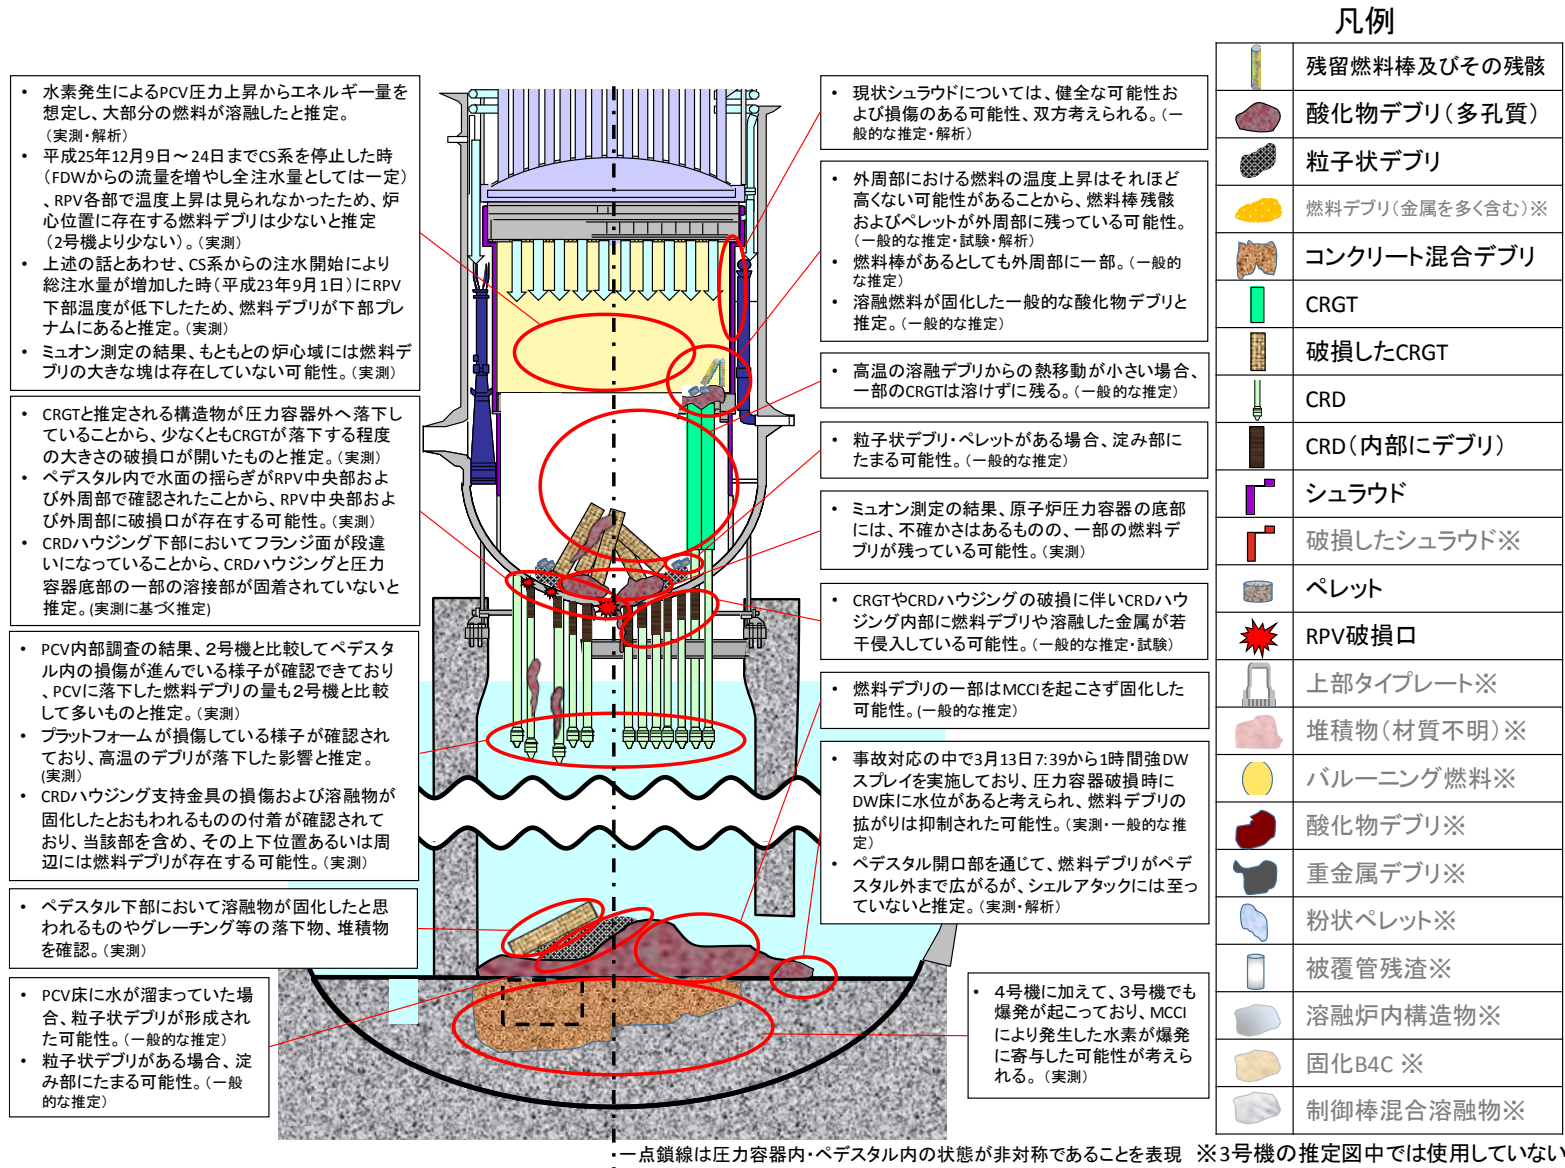 凡例
・ 水素発生によるPCV圧力上昇からエネルギー量を
想定し、大部分の燃料が溶融したと推定。
(実測・解析)
・ 平成25年12月9日～24日までCS系を停止した時
(FDWからの流量を増やし全注水量としては一定)
、RPV各部で温度上昇は見られなかったため、炉
心位置に存在する燃料デブリは少ないと推定
(2号機より少ない)。(実測)
・ 上述の話とあわせ、CS系からの注水開始により
総注水量が増加した時(平成23年9月1日)にRPV
下部温度が低下したため、燃料デブリが下部プレ
ナムにあると推定。(実測)
・ ミュオン測定の結果、もともとの炉心域には燃料デ
ブリの大きな塊は存在していない可能性。(実測)
・ CRGTと推定される構造物が圧力容器外へ落下し
ていることから、少なくともCRGTが落下する程度
の大きさの破損口が開いたものと推定。(実測)
・ ペデスタル内で水面の揺らぎがRPV中央部およ
び外周部で確認されたことから、RPV中央部およ
び外周部に破損口が存在する可能性。(実測)
・ CRDハウジング下部においてフランジ面が段違
いになっていることから、CRDハウジングと圧力
容器底部の一部の溶接部が固着されていないと
推定。(実測に基づく推定)
・ PCV内部調査の結果、2号機と比較してペデスタ
ル内の損傷が進んでいる様子が確認できており
、PCVに落下した燃料デブリの量も2号機と比較
して多いものと推定。(実測)
・ プラットフォームが損傷している様子が確認され
ており、高温のデブリが落下した影響と推定。
(実測)
・ CRDハウジング支持金具の損傷および溶融物が
固化したとおもわれるものの付着が確認されて
おり、当該部を含め、その上下位置あるいは周
辺には燃料デブリが存在する可能性。(実測)
・ ペデスタル下部において溶融物が固化したと思
われるものやグレーチング等の落下物、堆積物
を確認。(実測)
・ PCV床に水が溜まっていた場
合、粒子状デブリが形成され
た可能性。(一般的な推定)
・ 粒子状デブリがある場合、淀
み部にたまる可能性。(一般
的な推定)
・ 現状シュラウドについては、健全な可能性お
よび損傷のある可能性、双方考えられる。(一
般的な推定・解析)
・ 外周部における燃料の温度上昇はそれほど
高くない可能性があることから、燃料棒残骸
およびペレットが外周部に残っている可能性。
(一般的な推定・試験・解析)
・ 燃料棒があるとしても外周部に一部。(一般的
な推定)
・ 溶融燃料が固化した一般的な酸化物デブリと
推定。(一般的な推定)
・ 高温の溶融デブリからの熱移動が小さい場合、
一部のCRGTは溶けずに残る。(一般的な推定)
・ 粒子状デブリ・ペレットがある場合、淀み部に
たまる可能性。(一般的な推定)
・ ミュオン測定の結果、原子炉圧力容器の底部
には、不確かさはあるものの、一部の燃料デ
ブリが残っている可能性。(実測)
・ CRGTやCRDハウジングの破損に伴いCRDハウ
ジング内部に燃料デブリや溶融した金属が若
干侵入している可能性。(一般的な推定・試験)
・ 燃料デブリの一部はMCCIを起こさず固化した
可能性。(一般的な推定)
・ 事故対応の中で3月13日7:39から1時間強DW
スプレイを実施しており、圧力容器破損時に
DW床に水位があると考えられ、燃料デブリの
拡がりは抑制された可能性。(実測・一般的な推
定)
・ ペデスタル開口部を通じて、燃料デブリがペデ
スタル外まで広がるが、シェルアタックには至っ
ていないと推定。(実測・解析)
・ 4号機に加えて、3号機でも
爆発が起こっており、MCCI
により発生した水素が爆発
に寄与した可能性が考えら
れる。(実測)
残留燃料棒及びその残骸
酸化物デブリ(多孔質)
粒子状デブリ
燃料デブリ(金属を多く含む)※
コンクリート混合デブリ
CRGT
破損したCRGT
CRD
CRD(内部にデブリ)
シュラウド
破損したシュラウド※
ペレット
RPV破損口
上部タイプレート※
堆積物(材質不明)※
バルーニング燃料※
酸化物デブリ※
重金属デブリ※
粉状ペレット※
被覆管残渣※
溶融炉内構造物※
固化B4C ※
制御棒混合溶融物※
一点鎖線は圧力容器内・ペデスタル内の状態が非対称であることを表現 ※3号機の推定図中では使用していない